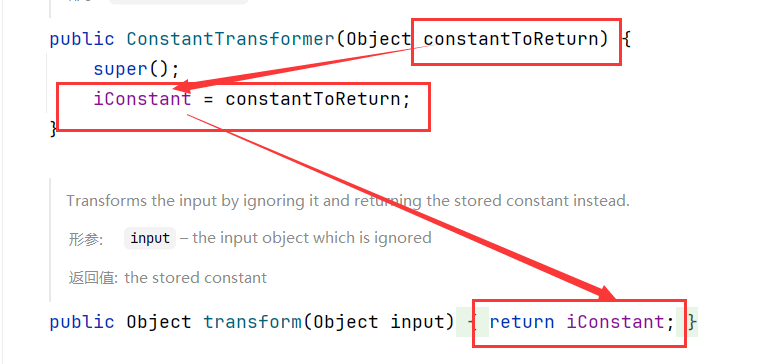 public ConstantTransformer(Object constantToReturn) {
super();
iConstant = constantToReturn;
}
Transforms the input by ignoring it and returning the stored constant instead.
形参: input – the input object which is ignored
返回值: the stored constant
public Object transform(Object input) { return iConstant; }